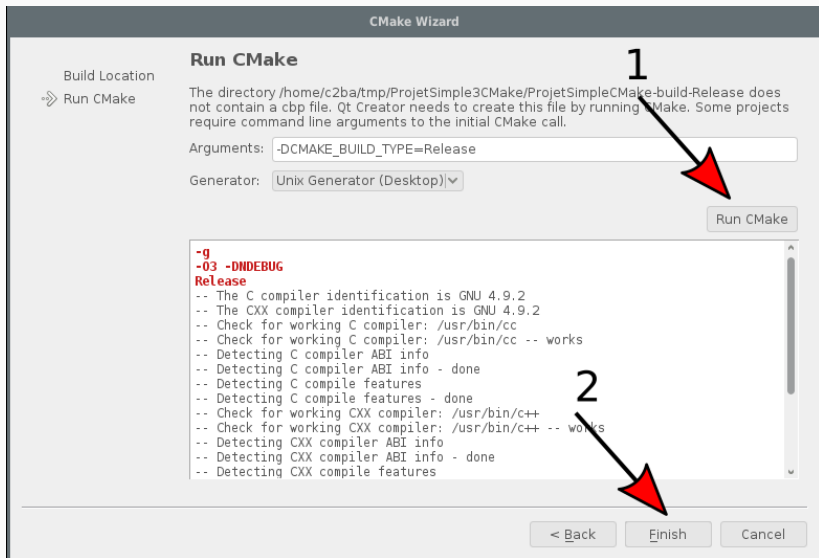 CMake Wizard
Build Location
Run CMake
Run CMake
1
The directory /home/c2ba/tmp/ProjetSimple3CMake/ProjetSimpleCMake-build-Release does
not contain a cbp file. Qt Creator needs to create this file by running CMake. Some projects
require command line arguments to the initial CMake call.
Arguments: -DCMAKE_BUILD_TYPE=Release
Generator: Unix Generator (Desktop)
Run CMake
-g
-O3 -DNDEBUG
Release
-- The C compiler identification is GNU 4.9.2
-- The CXX compiler identification is GNU 4.9.2
-- Check for working C compiler: /usr/bin/cc
-- Check for working C compiler: /usr/bin/cc -- works
-- Detecting C compiler ABI info
-- Detecting C compiler ABI info - done
-- Detecting C compile features
-- Detecting C compile features - done
-- Check for working CXX compiler: /usr/bin/c++
-- Check for working CXX compiler: /usr/bin/c++ -- works
-- Detecting CXX compiler ABI info
-- Detecting CXX compiler ABI info - done
-- Detecting CXX compile features
2
< Back
Finish
Cancel